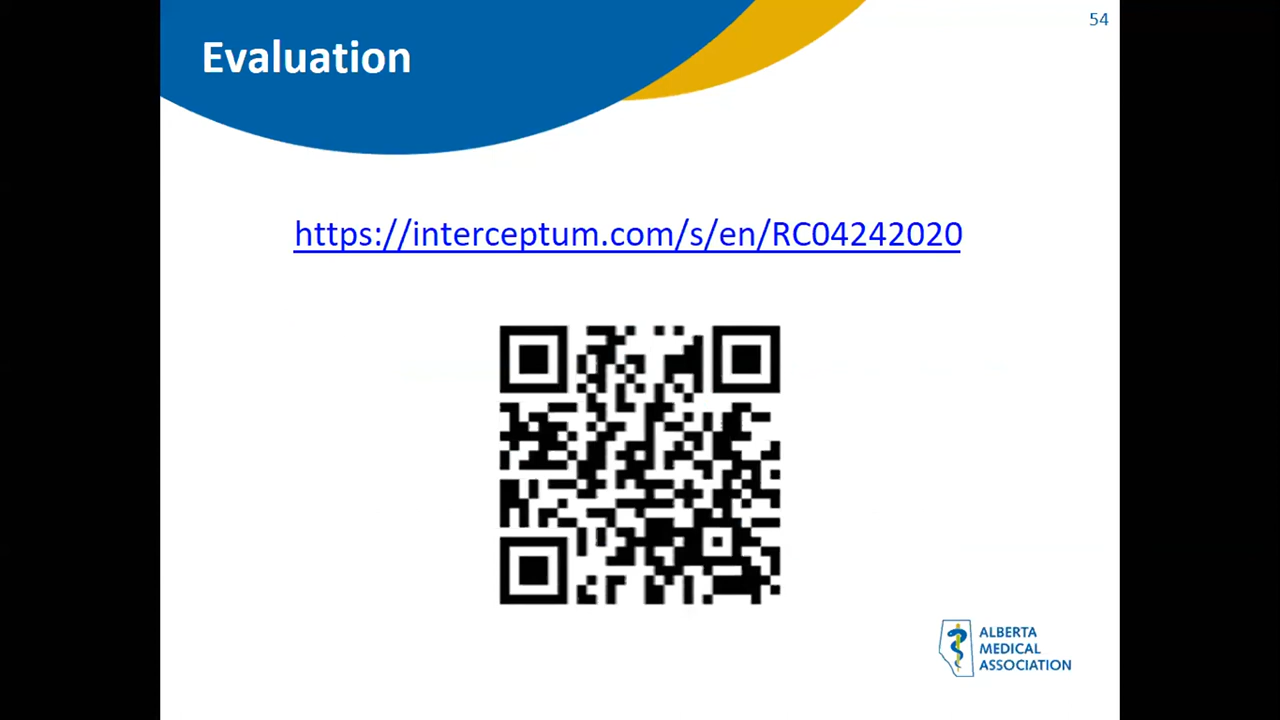 54
Evaluation
https://interceptum.com/s/en/RC04242020
ALBERTA
MEDICAL
ASSOCIATION